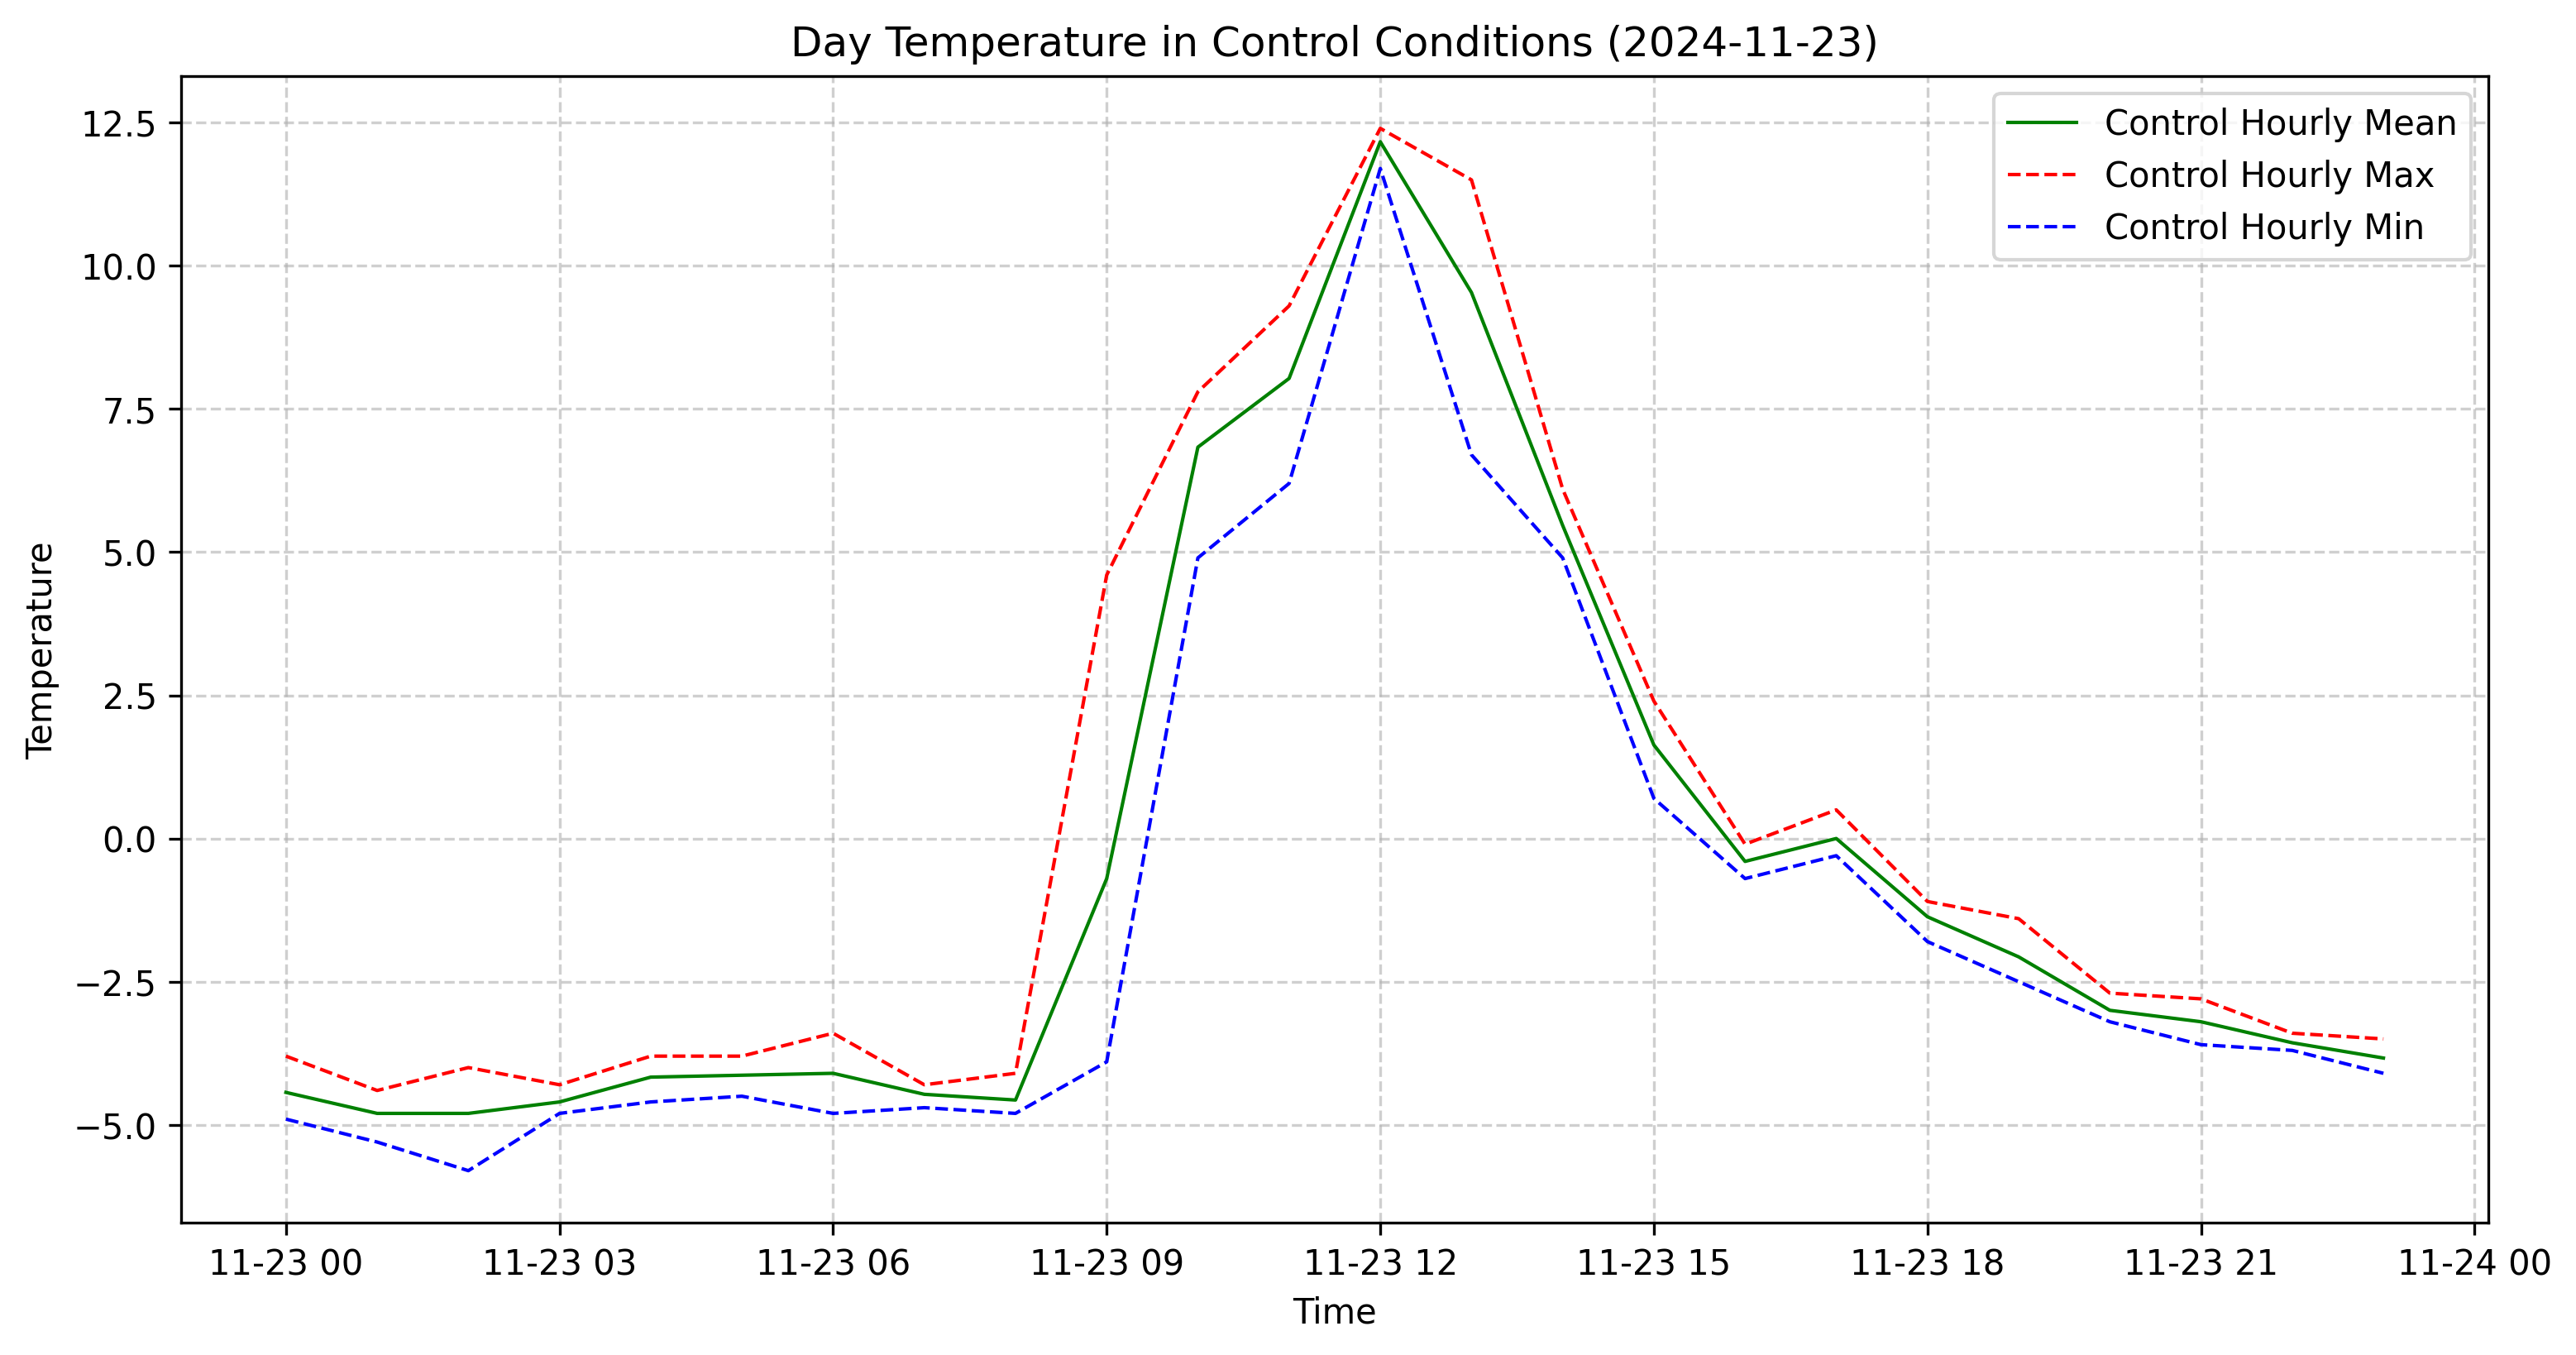 Day Temperature in Control Conditions (2024-11-23)
12.5
10.0
7.5
5.0
2.5
0.0
−2.5
−5.0
Temperature
Control Hourly Mean
Control Hourly Max
Control Hourly Min
11-23 00
11-23 03
11-23 06
11-23 09
11-23 12
11-23 15
11-23 18
11-23 21
11-24 00
Time